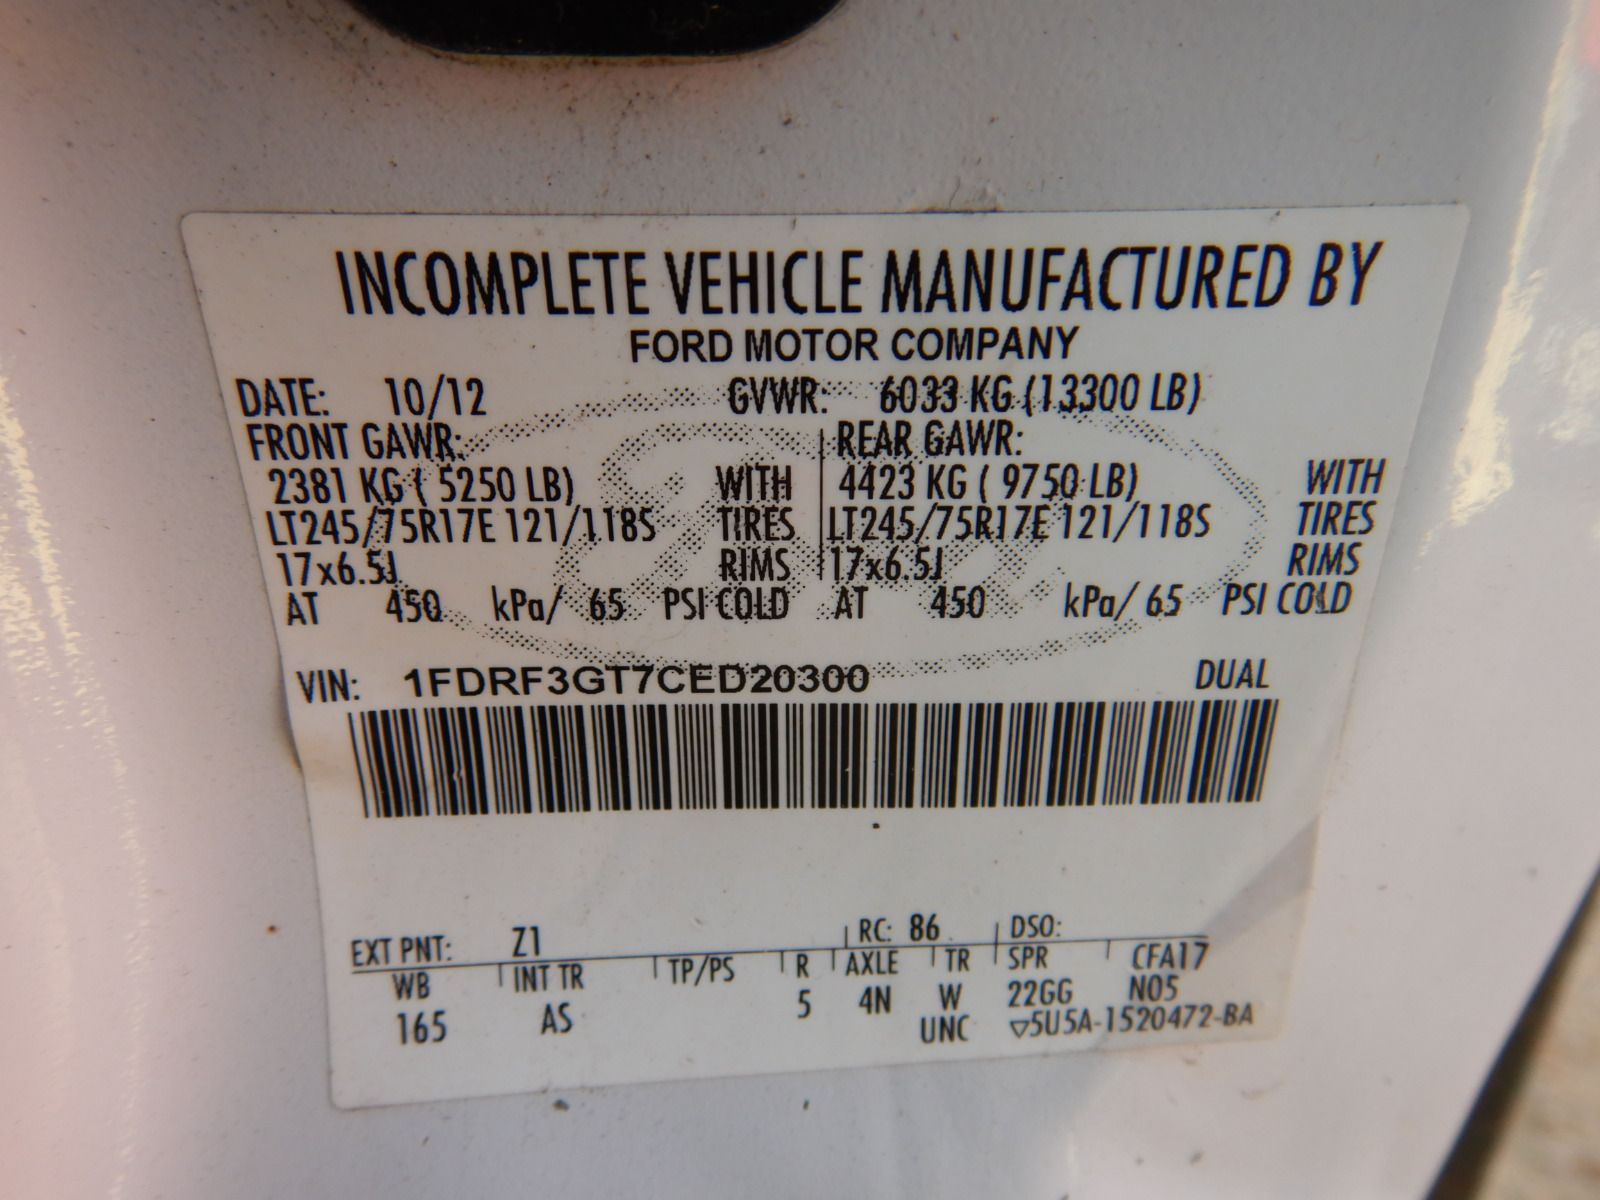 INCOMPLETE VEHICLE MANUFACTURED BY
FORD MOTOR COMPANY
DATE: 10/12 GVWR: 6033 KG (13300 LB)
FRONT GAWR: REAR GAWR:
2381 KG ( 5250 LB) WITH 4423 KG ( 9750 LB) WITH
LT245/75R17E 121/118S TIRES LT245/75R17E 121/118S TIRES
17x6.5J RIMS 17x6.5J RIMS
AT 450 kPa/ 65 PSI COLD AT 450 kPa/ 65 PSI COLD
VIN: 1FDRF3GT7CED20300 DUAL
EXT PNT: Z1 RC: 86 DSO:
WB INT TR TP/PS R AXLE TR SPR CFA17
165 AS 5 4N W 22GG N05
UNC ▽5U5A-1520472-BA